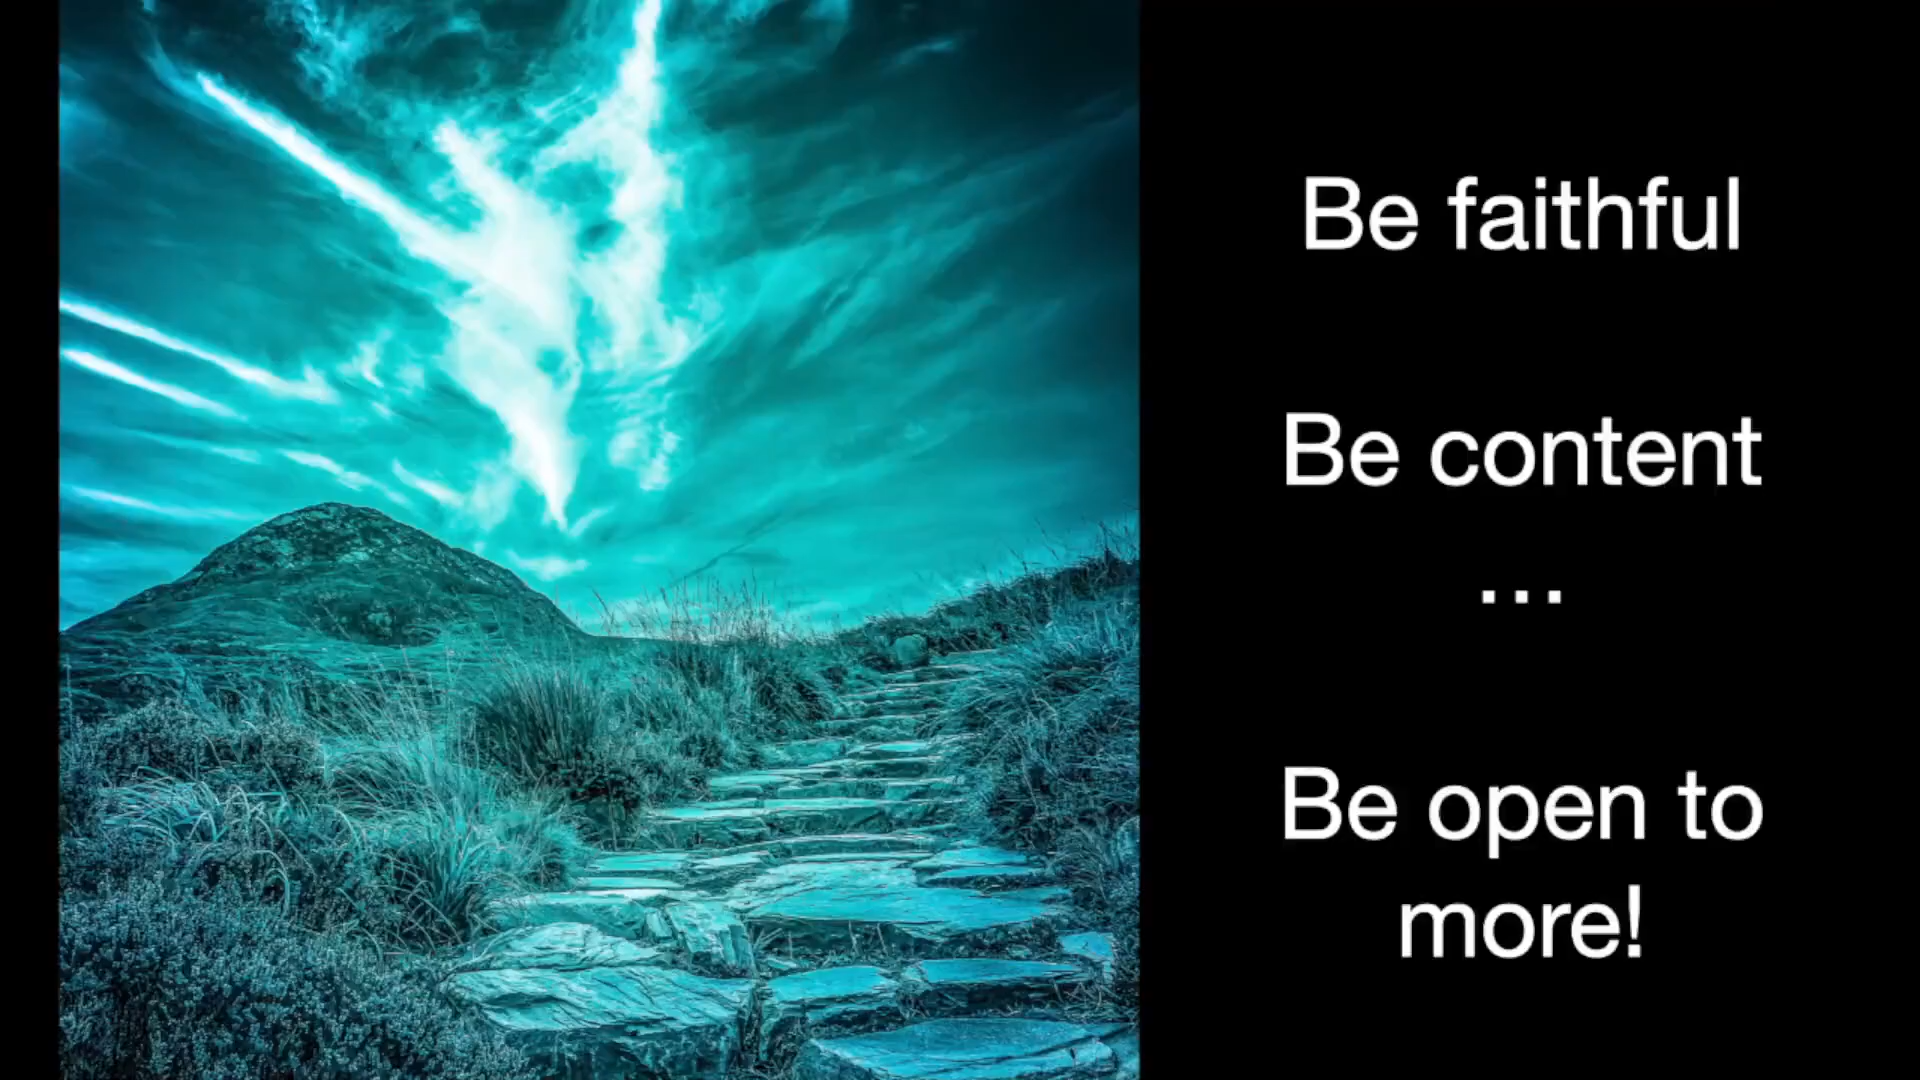 Be faithful
Be content
...
Be open to
more!